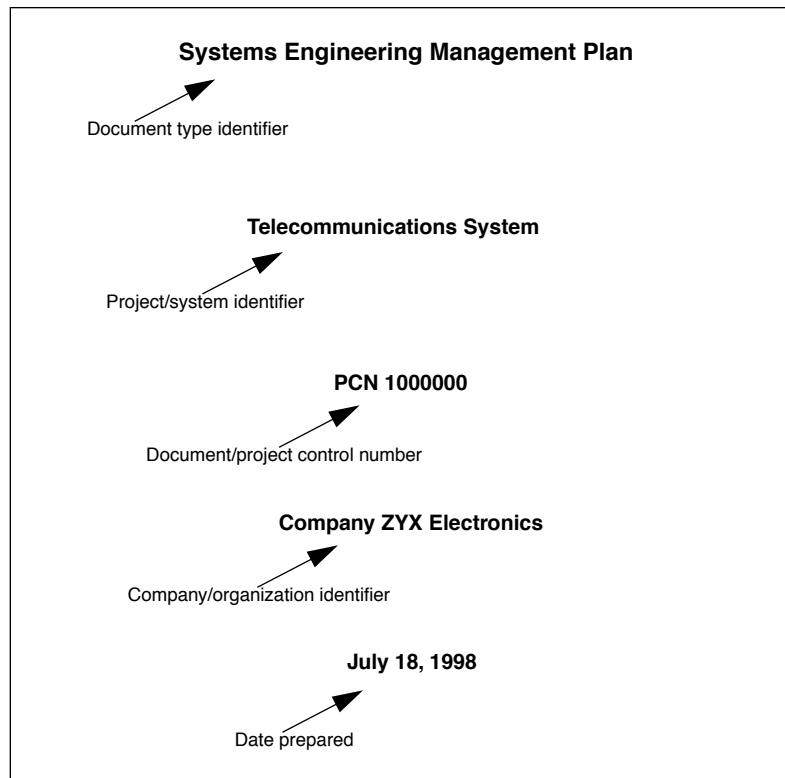 Systems Engineering Management Plan
Document type identifier
Telecommunications System
Project/system identifier
PCN 1000000
Document/project control number
Company ZYX Electronics
Company/organization identifier
July 18, 1998
Date prepared